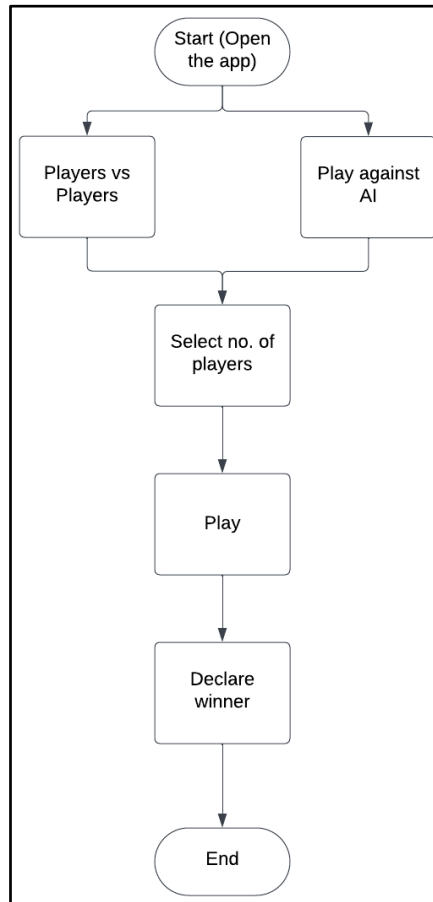 Start (Open
the app)
Players vs
Players
Play against
AI
Select no. of
players
Play
Declare
winner
End